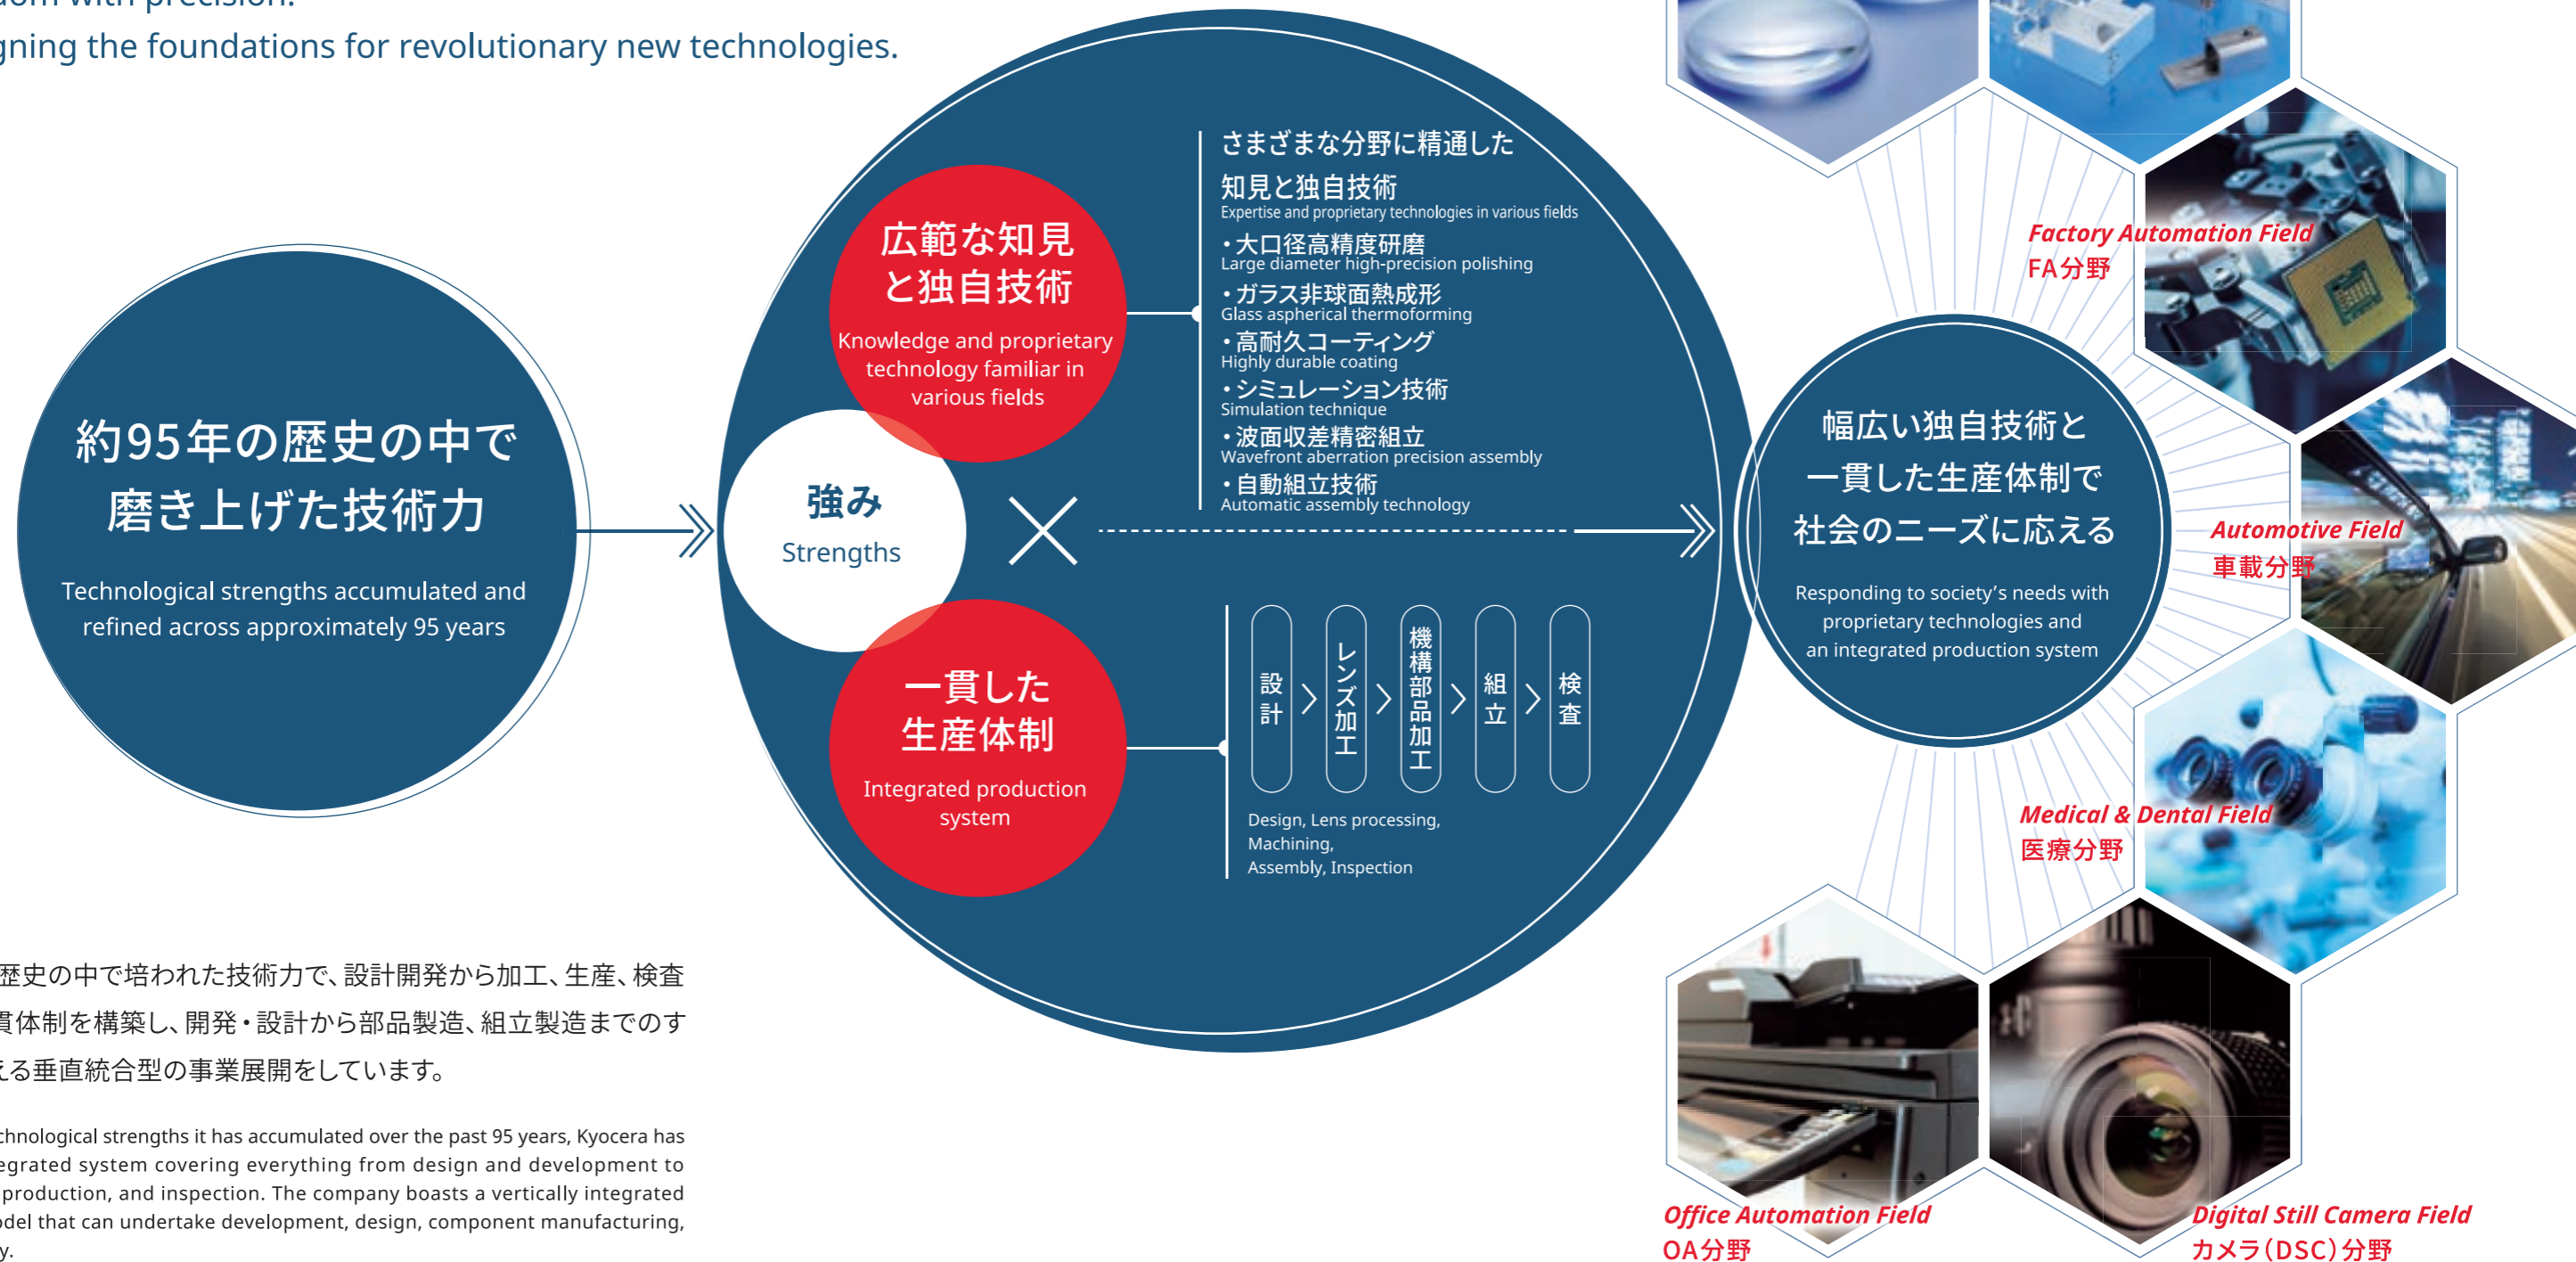 with precision.
gning the foundations for revolutionary new technologies.
約95年の歴史の中で
磨き上げた技術力
Technological strengths accumulated and
refined across approximately 95 years
強み
Strengths
広範な知見
と独自技術
Knowledge and proprietary
technology familiar in
various fields
さまざまな分野に精通した
知見と独自技術
Expertise and proprietary technologies in various fields
・大口径高精度研磨
Large diameter high-precision polishing
・ガラス非球面熱成形
Glass aspherical thermoforming
・高耐久コーティング
Highly durable coating
・シミュレーション技術
Simulation technique
・波面収差精密組立
Wavefront aberration precision assembly
・自動組立技術
Automatic assembly technology
一貫した
生産体制
Integrated production
system
設計
レンズ加工
機構部品加工
組立
検査
Design, Lens processing,
Machining,
Assembly, Inspection
幅広い独自技術と
一貫した生産体制で
社会のニーズに応える
Responding to society's needs with
proprietary technologies and
an integrated production system
Factory Automation Field
FA分野
Automotive Field
車載分野
Medical & Dental Field
医療分野
Office Automation Field
OA分野
Digital Still Camera Field
カメラ（DSC）分野
歴史の中で培われた技術力で、設計開発から加工、生産、検査
貫体制を構築し、開発・設計から部品製造、組立製造までのす
える垂直統合型の事業展開をしています。
chnological strengths it has accumulated over the past 95 years, Kyocera has
egrated system covering everything from design and development to
production, and inspection. The company boasts a vertically integrated
odel that can undertake development, design, component manufacturing,
y.